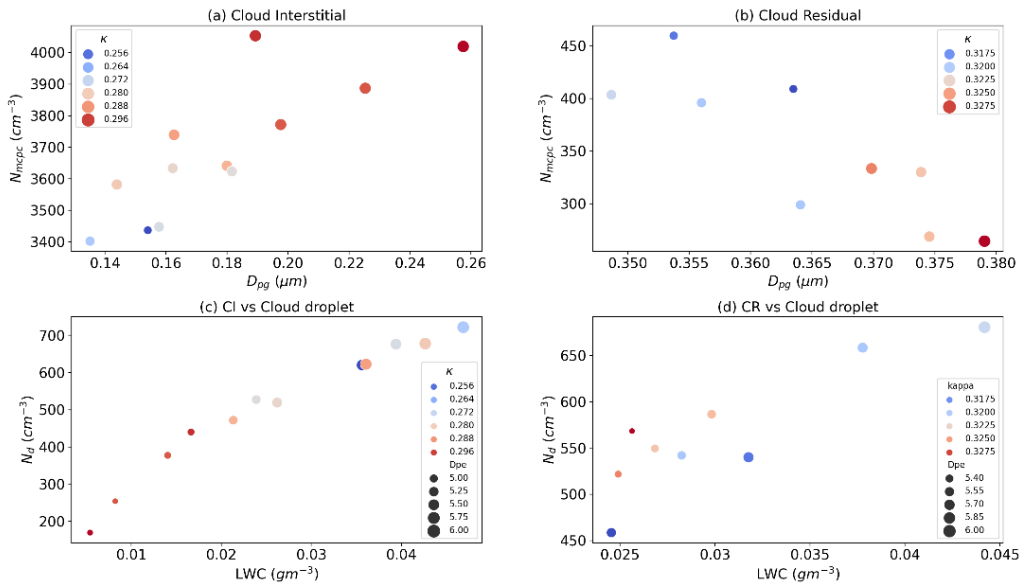 (a) Cloud Interstitial
κ
0.256
0.264
0.272
0.280
0.288
0.296
4000
3900
3800
3700
3600
3500
3400
N_mcpc (cm⁻³)
0.14 0.16 0.18 0.20 0.22 0.24 0.26
D_pg (μm)
(b) Cloud Residual
κ
0.3175
0.3200
0.3225
0.3250
0.3275
450
400
350
300
N_mcpc (cm⁻³)
0.350 0.355 0.360 0.365 0.370 0.375 0.380
D_pg (μm)
(c) CI vs Cloud droplet
700
600
500
400
300
200
N_d (cm⁻³)
κ
0.256
0.264
0.272
0.280
0.288
0.296
Dpe
5.00
5.25
5.50
5.75
6.00
0.01 0.02 0.03 0.04
LWC (gm⁻³)
(d) CR vs Cloud droplet
650
600
550
500
450
N_d (cm⁻³)
kappa
0.3175
0.3200
0.3225
0.3250
0.3275
Dpe
5.40
5.55
5.70
5.85
6.00
0.025 0.03 0.035 0.04 0.045
LWC (gm⁻³)